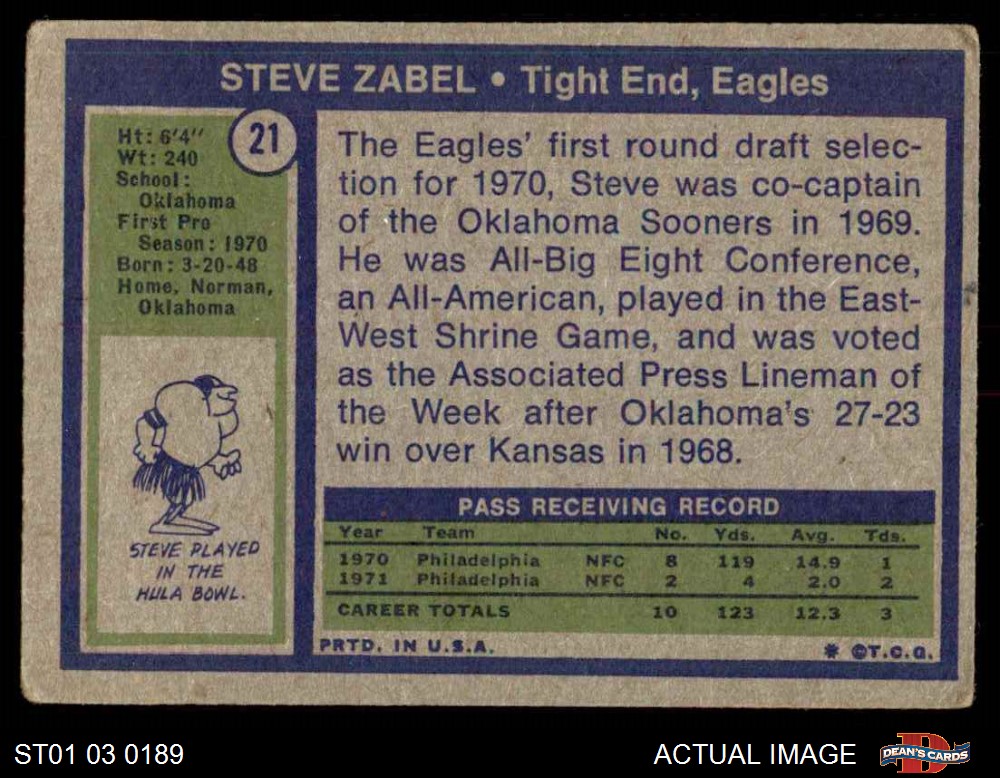 STEVE ZABEL • Tight End, Eagles
21
Ht: 6'4"
Wt: 240
School:
Oklahoma
First Pro
Season: 1970
Born: 3-20-48
Home, Norman,
Oklahoma
STEVE PLAYED
IN THE
HULA BOWL.
The Eagles' first round draft selec-
tion for 1970, Steve was co-captain
of the Oklahoma Sooners in 1969.
He was All-Big Eight Conference,
an All-American, played in the East-
West Shrine Game, and was voted
as the Associated Press Lineman of
the Week after Oklahoma's 27-23
win over Kansas in 1968.
PASS RECEIVING RECORD
Year Team No. Yds. Avg. Tds.
1970 Philadelphia NFC 8 119 14.9 1
1971 Philadelphia NFC 2 4 2.0 2
CAREER TOTALS 10 123 12.3 3
PRTD. IN U.S.A. * ©T.C.G.
ST01 03 0189 ACTUAL IMAGE DEAN'S CARDS